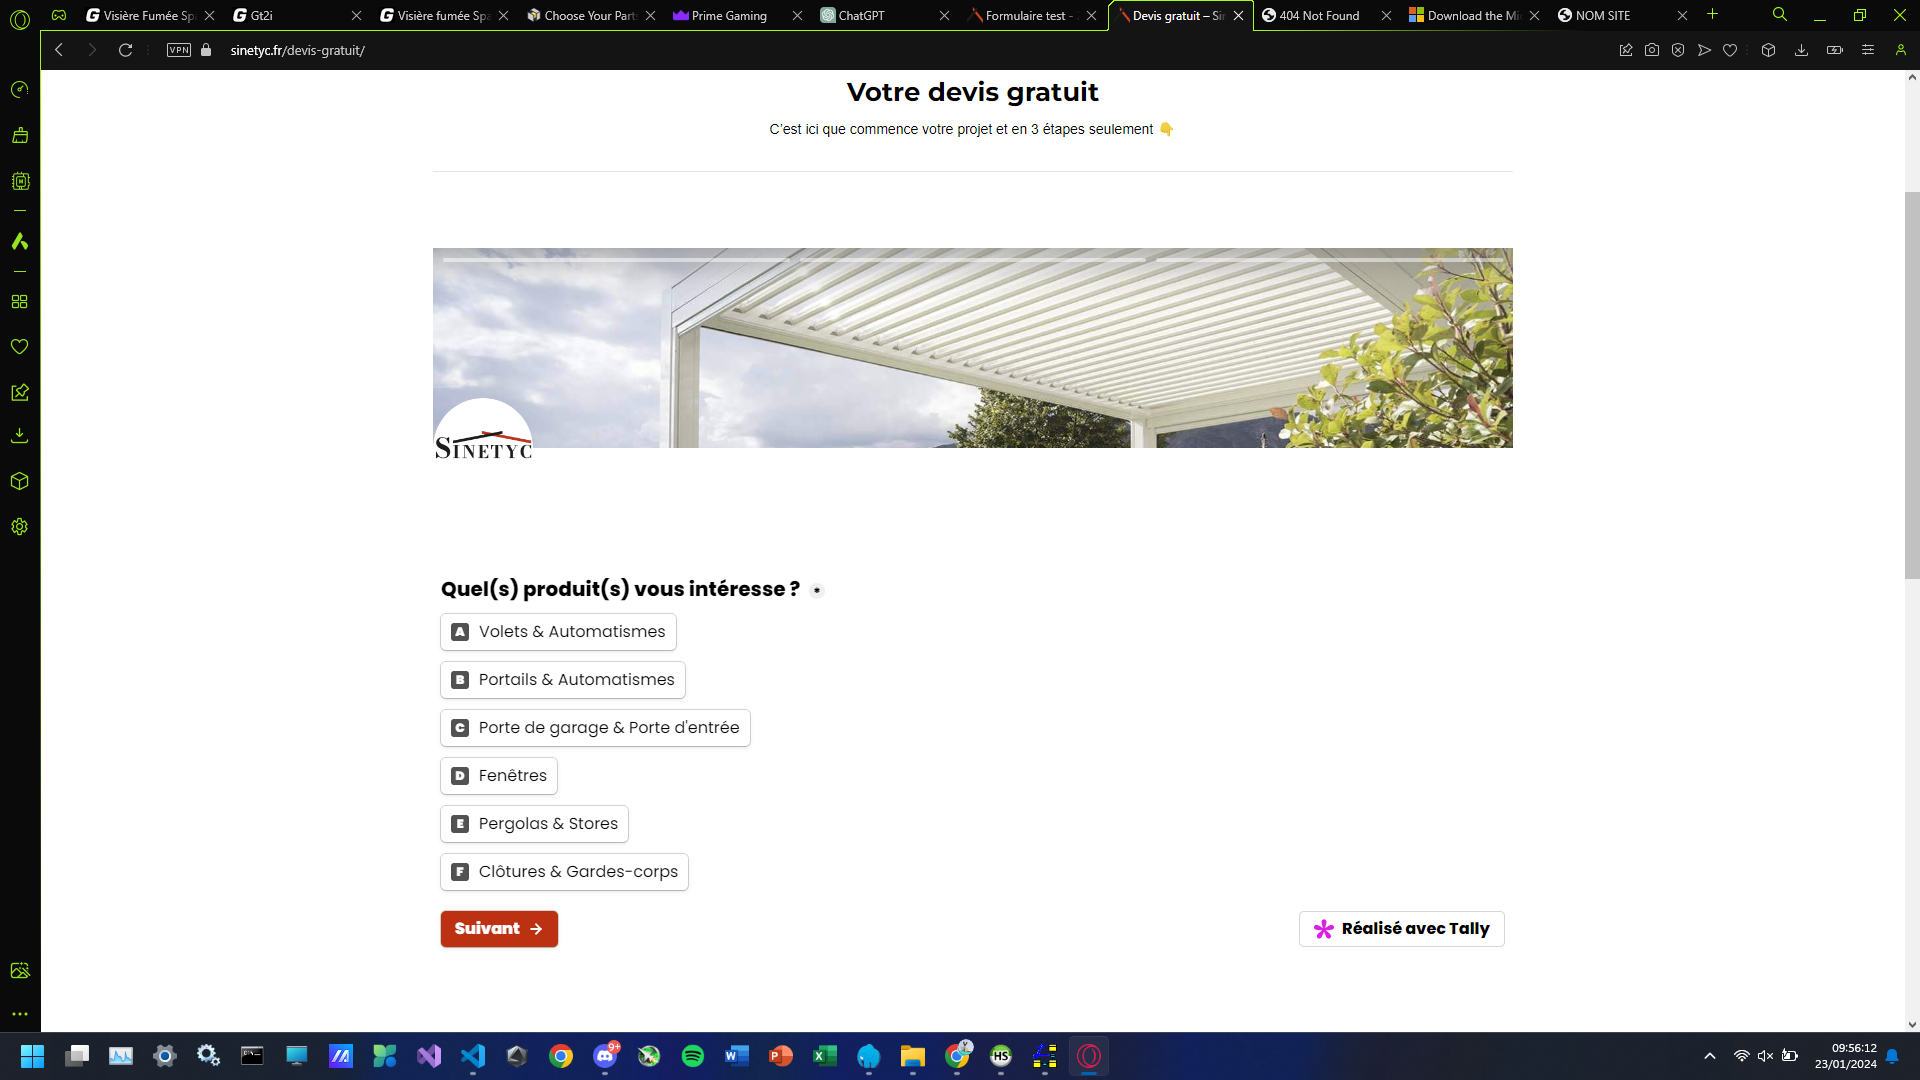 Visière Fumée Sp
Gt2i
Visière fumée Spa
Choose Your Part
Prime Gaming
ChatGPT
Formulaire test -
Devis gratuit – Sin
404 Not Found
Download the Mi
NOM SITE
VPN
sinetyc.fr/devis-gratuit/
Votre devis gratuit
C’est ici que commence votre projet et en 3 étapes seulement 👇
SINETYC
Quel(s) produit(s) vous intéresse ? *
A Volets & Automatismes
B Portails & Automatismes
C Porte de garage & Porte d'entrée
D Fenêtres
E Pergolas & Stores
F Clôtures & Gardes-corps
Suivant →
Réalisé avec Tally
9+
HS
09:56:12
23/01/2024